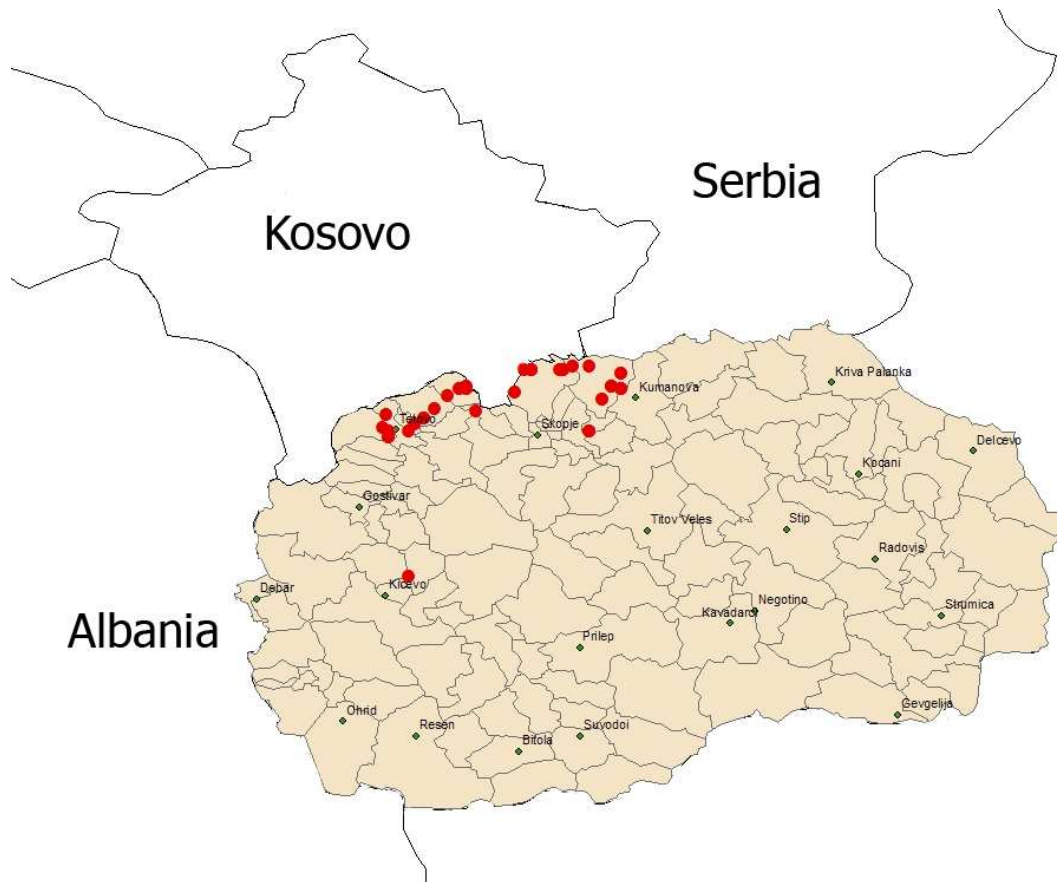 Serbia
Kosovo
Kriva Palanka
Kumanova
Tetovo
Skopje
Delcevo
Kocani
Gostivar
Titov Veles
Stip
Radovis
Kicevo
Debar
Negotino
Kavadarci
Strumica
Albania
Prilep
Ohrid
Gevgelija
Resen
Suvodoi
Bitola